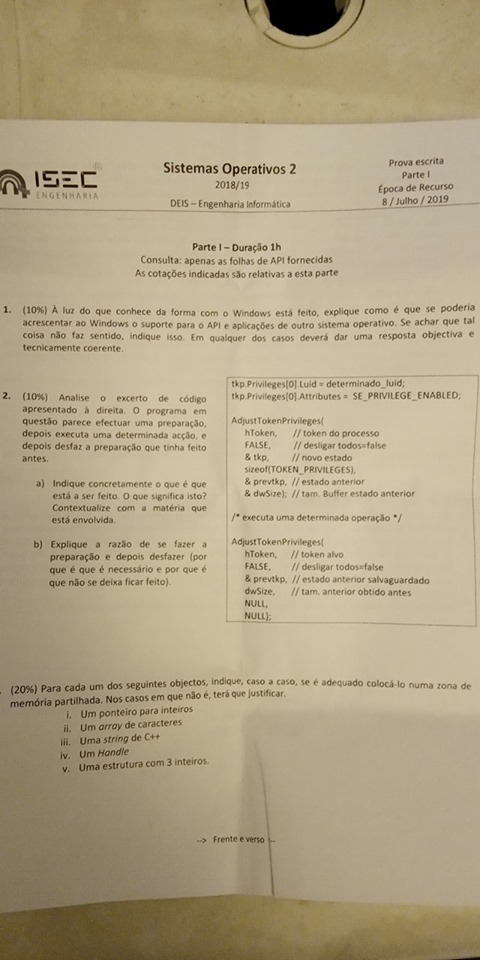 ISEC
ENGENHARIA
Sistemas Operativos 2
2018/19
DEIS – Engenharia Informática
Prova escrita
Parte I
Época de Recurso
8 / Julho / 2019
Parte I – Duração 1h
Consulta: apenas as folhas de API fornecidas
As cotações indicadas são relativas a esta parte
1. (10%) À luz do que conhece da forma com o Windows está feito, explique como é que se poderia
acrescentar ao Windows o suporte para o API e aplicações de outro sistema operativo. Se achar que tal
coisa não faz sentido, indique isso. Em qualquer dos casos deverá dar uma resposta objectiva e
tecnicamente coerente.
2. (10%) Analise o excerto de código
apresentado à direita. O programa em
questão parece efectuar uma preparação,
depois executa uma determinada acção, e
depois desfaz a preparação que tinha feito
antes.
a) Indique concretamente o que é que
está a ser feito. O que significa isto?
Contextualize com a matéria que
está envolvida.
b) Explique a razão de se fazer a
preparação e depois desfazer (por
que é que é necessário e por que é
que não se deixa ficar feito).
tkp.Privileges[0].Luid = determinado_luid;
tkp.Privileges[0].Attributes = SE_PRIVILEGE_ENABLED;
AdjustTokenPrivileges(
hToken, // token do processo
FALSE, // desligar todos=false
& tkp, // novo estado
sizeof(TOKEN_PRIVILEGES),
& prevtkp, // estado anterior
& dwSize); // tam. Buffer estado anterior
/* executa uma determinada operação */
AdjustTokenPrivileges(
hToken, // token alvo
FALSE, // desligar todos=false
& prevtkp, // estado anterior salvaguardado
dwSize, // tam. anterior obtido antes
NULL,
NULL);
(20%) Para cada um dos seguintes objectos, indique, caso a caso, se é adequado colocá-lo numa zona de
memória partilhada. Nos casos em que não é, terá que justificar.
i. Um ponteiro para inteiros
ii. Um array de caracteres
iii. Uma string de C++
iv. Um Handle
v. Uma estrutura com 3 inteiros.
--> Frente e verso